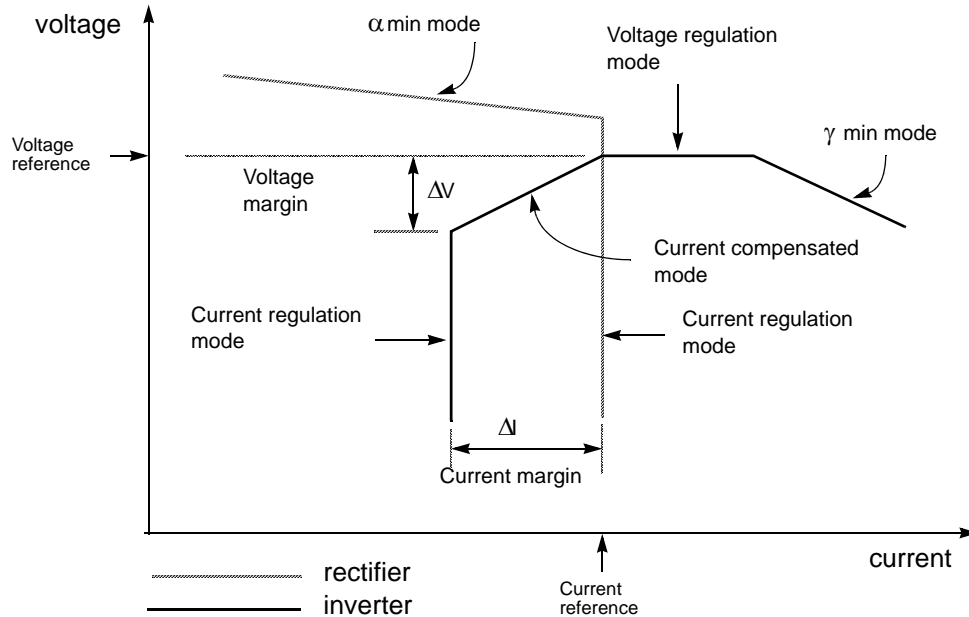 voltage
α min mode
Voltage regulation
mode
γ min mode
Voltage
reference
Voltage
margin
ΔV
Current compensated
mode
Current regulation
mode
Current regulation
mode
ΔI
Current margin
current
rectifier
inverter
Current
reference